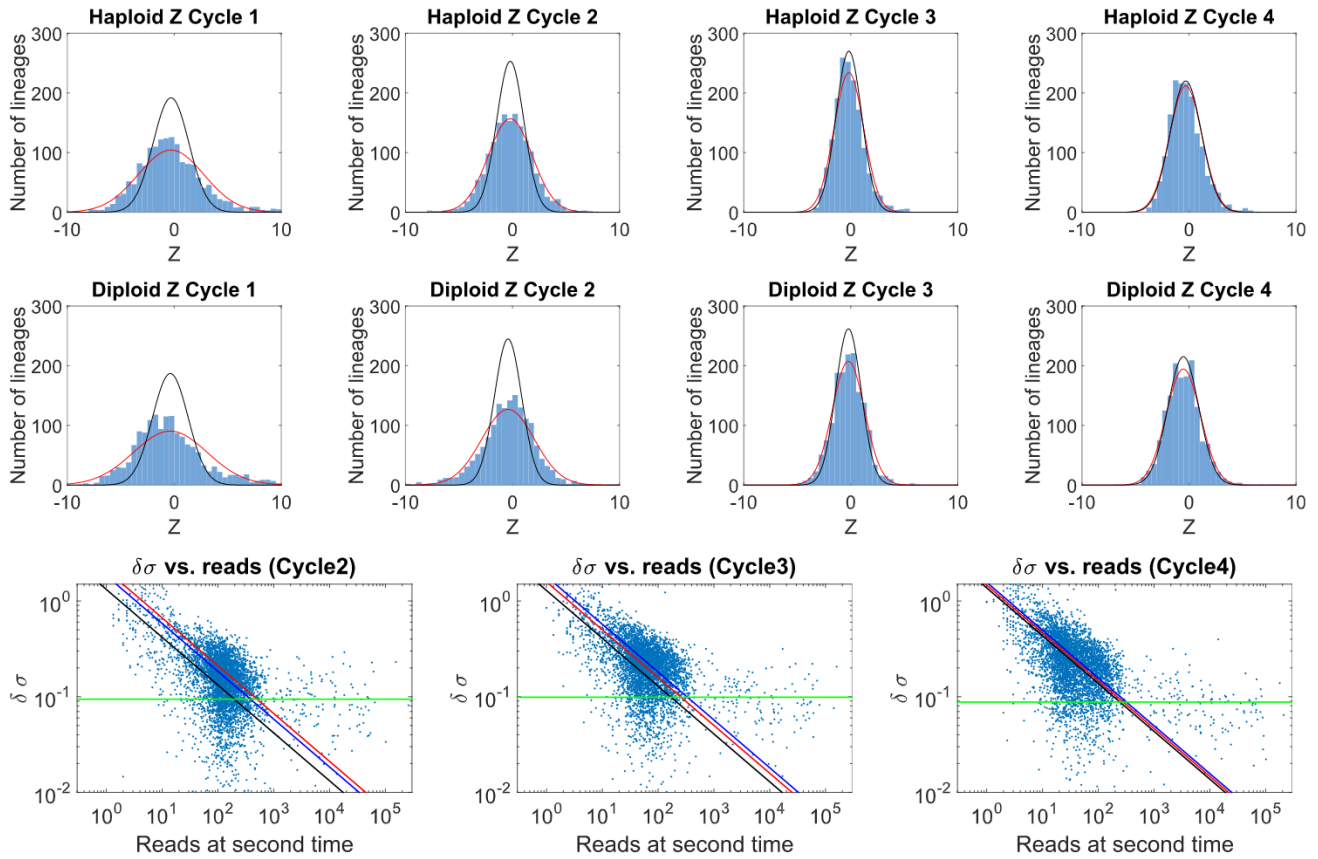 Haploid Z Cycle 1
Haploid Z Cycle 2
Haploid Z Cycle 3
Haploid Z Cycle 4
Number of lineages
300
200
100
0
-10
0
10
Z
Number of lineages
300
200
100
0
-10
0
10
Z
Number of lineages
300
200
100
0
-10
0
10
Z
Number of lineages
300
200
100
0
-10
0
10
Z
Diploid Z Cycle 1
Diploid Z Cycle 2
Diploid Z Cycle 3
Diploid Z Cycle 4
Number of lineages
300
200
100
0
-10
0
10
Z
Number of lineages
300
200
100
0
-10
0
10
Z
Number of lineages
300
200
100
0
-10
0
10
Z
Number of lineages
300
200
100
0
-10
0
10
Z
δσ vs. reads (Cycle2)
δσ vs. reads (Cycle3)
δσ vs. reads (Cycle4)
δ σ
10⁰
10⁻¹
10⁻²
10⁰ 10¹ 10² 10³ 10⁴ 10⁵
Reads at second time
δ σ
10⁰
10⁻¹
10⁻²
10⁰ 10¹ 10² 10³ 10⁴ 10⁵
Reads at second time
δ σ
10⁰
10⁻¹
10⁻²
10⁰ 10¹ 10² 10³ 10⁴ 10⁵
Reads at second time